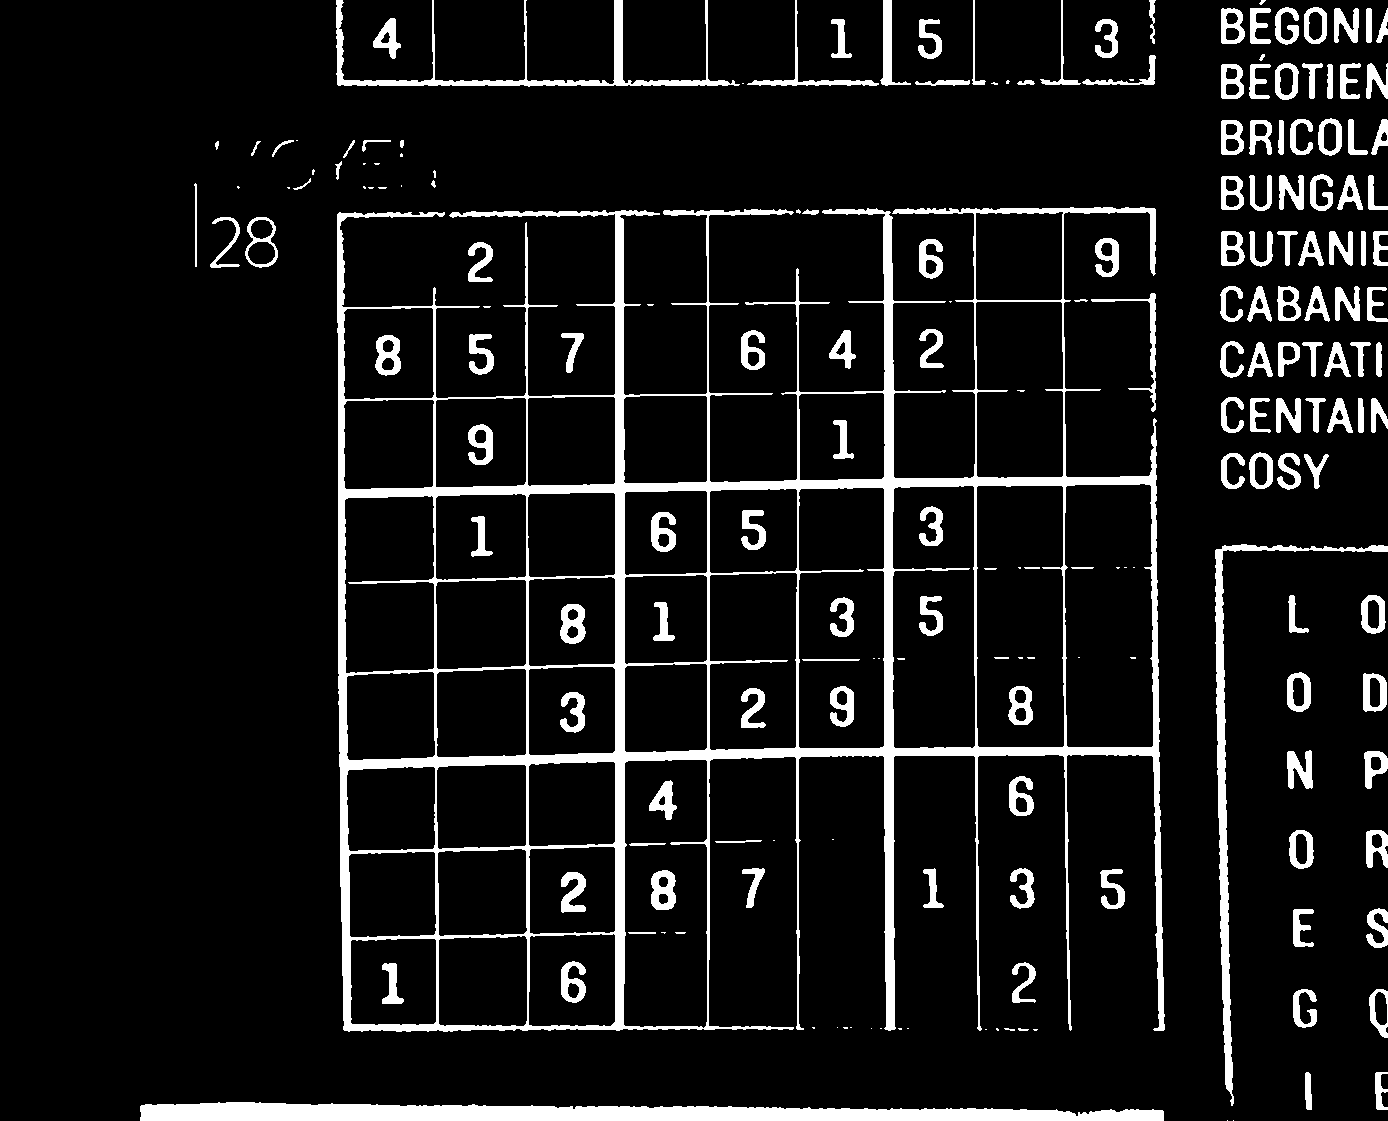 4 1 5 3
MOYEN
28
2 6 9
8 5 7 6 4 2
9 1
1 6 5 3
8 1 3 5
3 2 9 8
4 6
2 8 7 1 3 5
1 6 2
BÉGONIA
BÉOTIEN
BRICOLA
BUNGAL
BUTANIE
CABANE
CAPTATI
CENTAIN
COSY
L O
O D
N P
O R
E S
G Q
I E